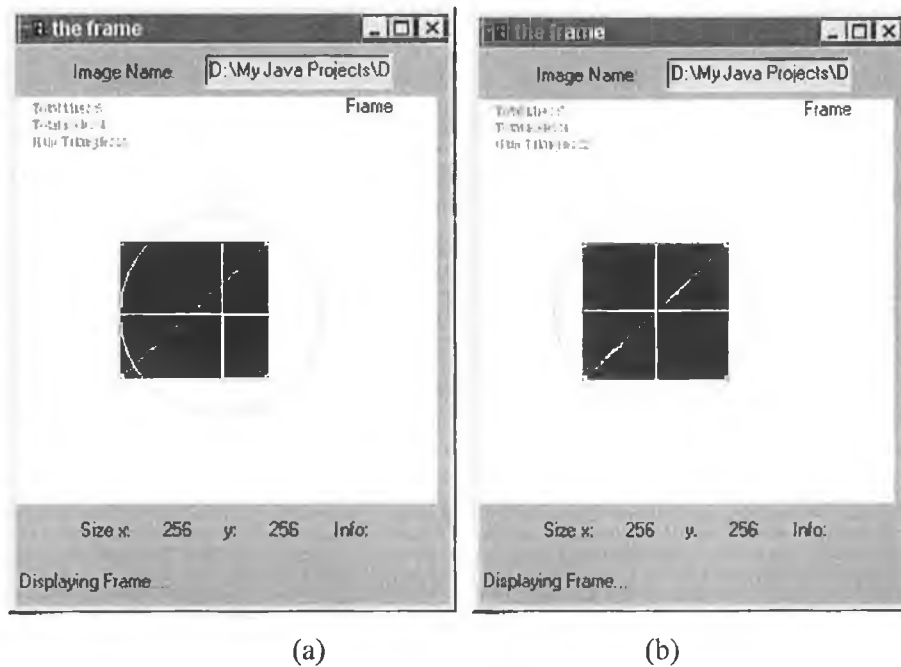 the frame
Image Name:
D:\My Java Projects\D
Frame
Size x: 256 y: 256 Info:
Displaying Frame...
(a)
the frame
Image Name:
D:\My Java Projects\D
Frame
Size x: 256 y. 256 Info:
Displaying Frame...
(b)